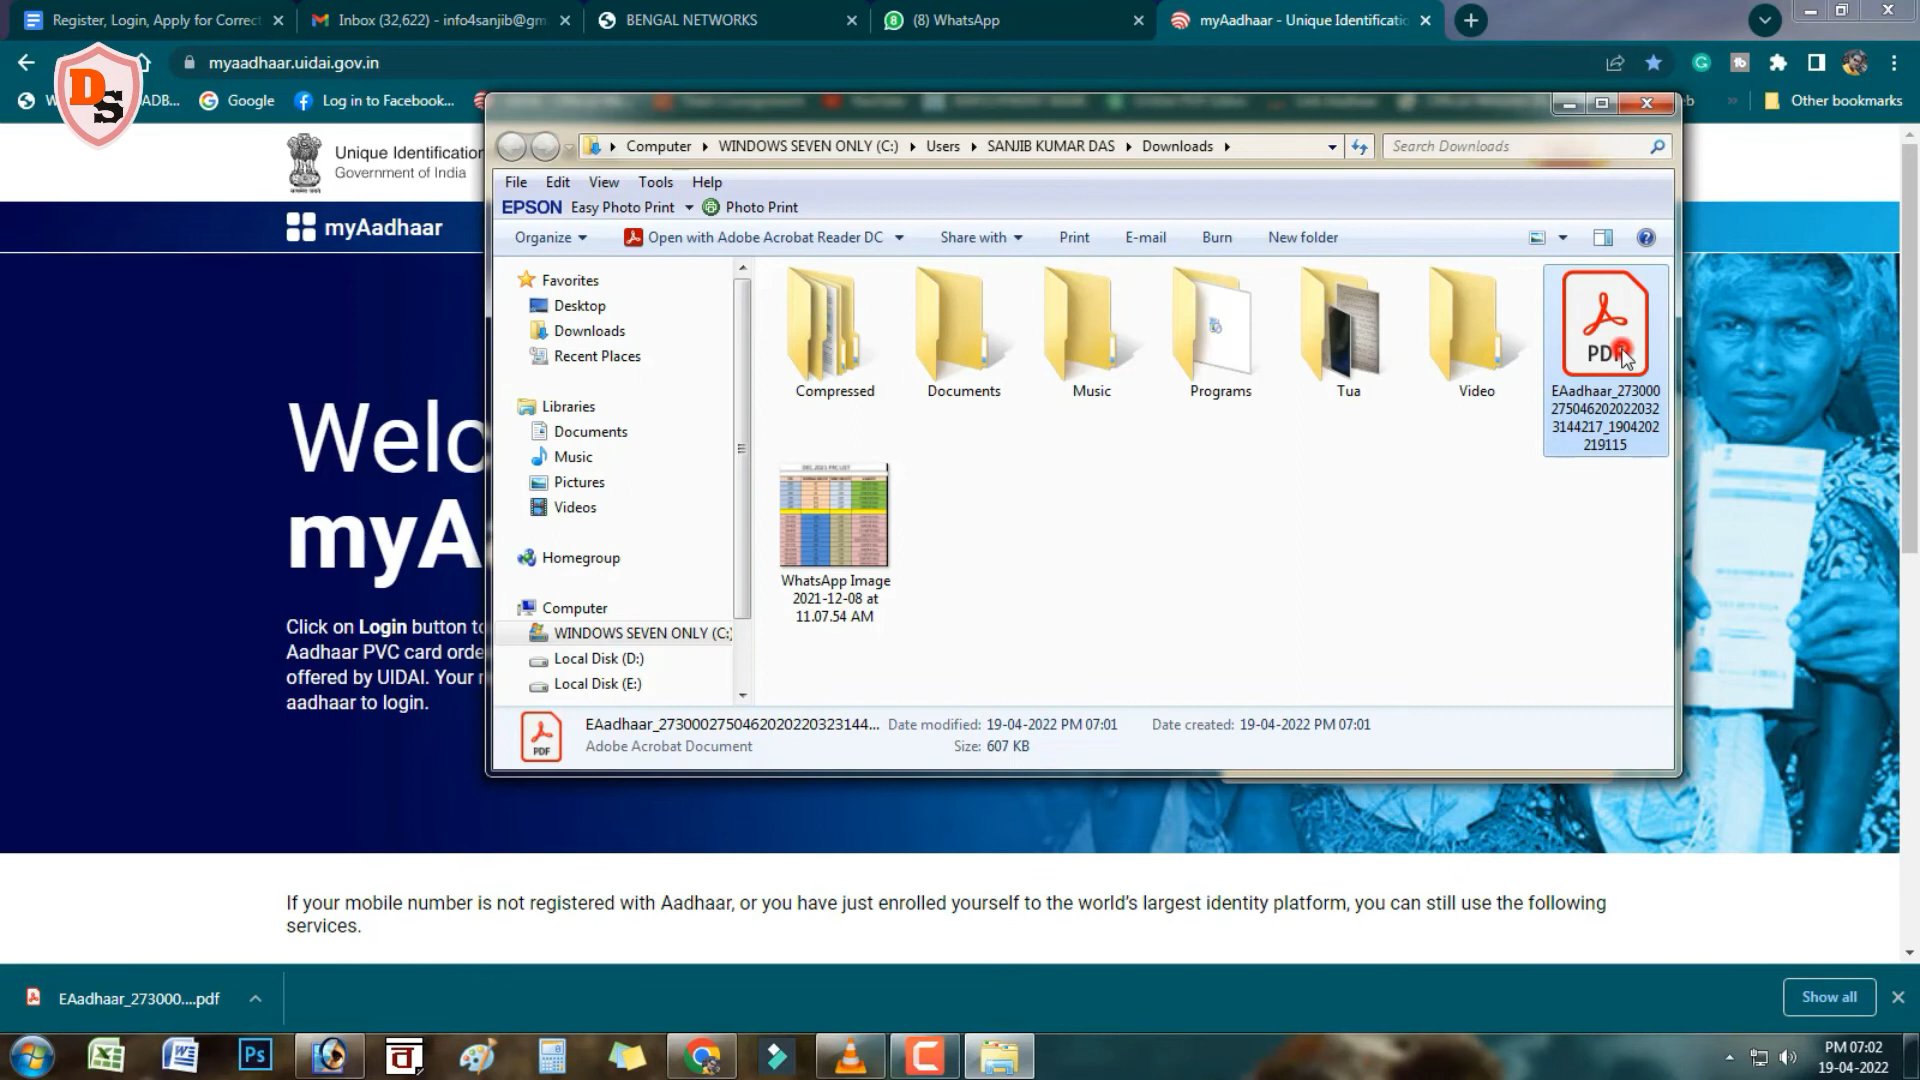 Register, Login, Apply for Correct
Inbox (32,622) - info4sanjib@gm
BENGAL NETWORKS
(8) WhatsApp
myAadhaar - Unique Identificatio
myaadhaar.uidai.gov.in
DS
Google
Log in to Facebook...
Other bookmarks
Unique Identification
Government of India
myAadhaar
Computer
WINDOWS SEVEN ONLY (C:)
Users
SANJIB KUMAR DAS
Downloads
Search Downloads
File Edit View Tools Help
EPSON Easy Photo Print Photo Print
Organize
Open with Adobe Acrobat Reader DC
Share with
Print
E-mail
Burn
New folder
Favorites
Desktop
Downloads
Recent Places
Libraries
Documents
Music
Pictures
Videos
Homegroup
Computer
WINDOWS SEVEN ONLY (C:)
Local Disk (D:)
Local Disk (E:)
Compressed
Documents
Music
Programs
Tua
Video
PDF
EAadhaar_273000
275046202022032
3144217_1904202
219115
DEC.2021 PRC LIST
WhatsApp Image
2021-12-08 at
11.07.54 AM
PDF
EAadhaar_2730002750462020220323144...
Date modified: 19-04-2022 PM 07:01
Date created: 19-04-2022 PM 07:01
Adobe Acrobat Document
Size: 607 KB
Welc
myA
Click on Login button to
Aadhaar PVC card orde
offered by UIDAI. Your
aadhaar to login.
If your mobile number is not registered with Aadhaar, or you have just enrolled yourself to the world's largest identity platform, you can still use the following
services.
EAadhaar_273000....pdf
Show all
Ps
PM 07:02
19-04-2022